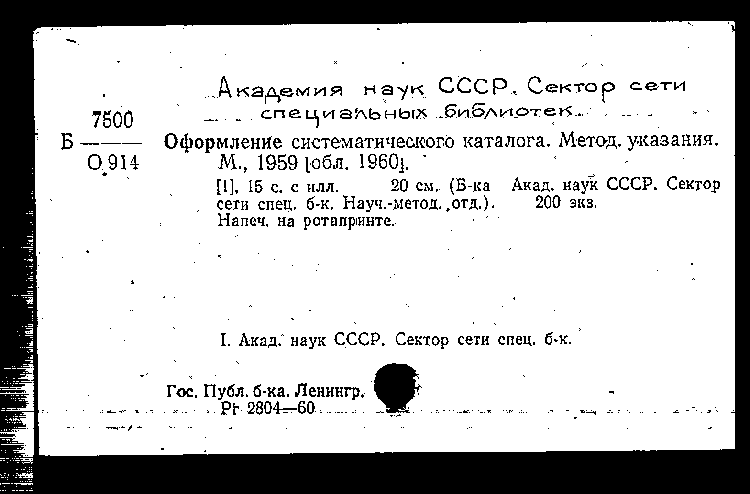 Академия наук СССР. Сектор сети
специальных библиотек.
7500
Б
О.914
Оформление систематического каталога. Метод. указания.
М., 1959 [обл. 1960].
[1], 15 с. с илл. 20 см. (Б-ка Акад. наук СССР. Сектор
сети спец. б-к. Науч.-метод. отд.). 200 экз.
Напеч. на ротапринте.
I. Акад. наук СССР. Сектор сети спец. б-к.
Гос. Публ. б-ка. Ленингр.
Рг 2804—60